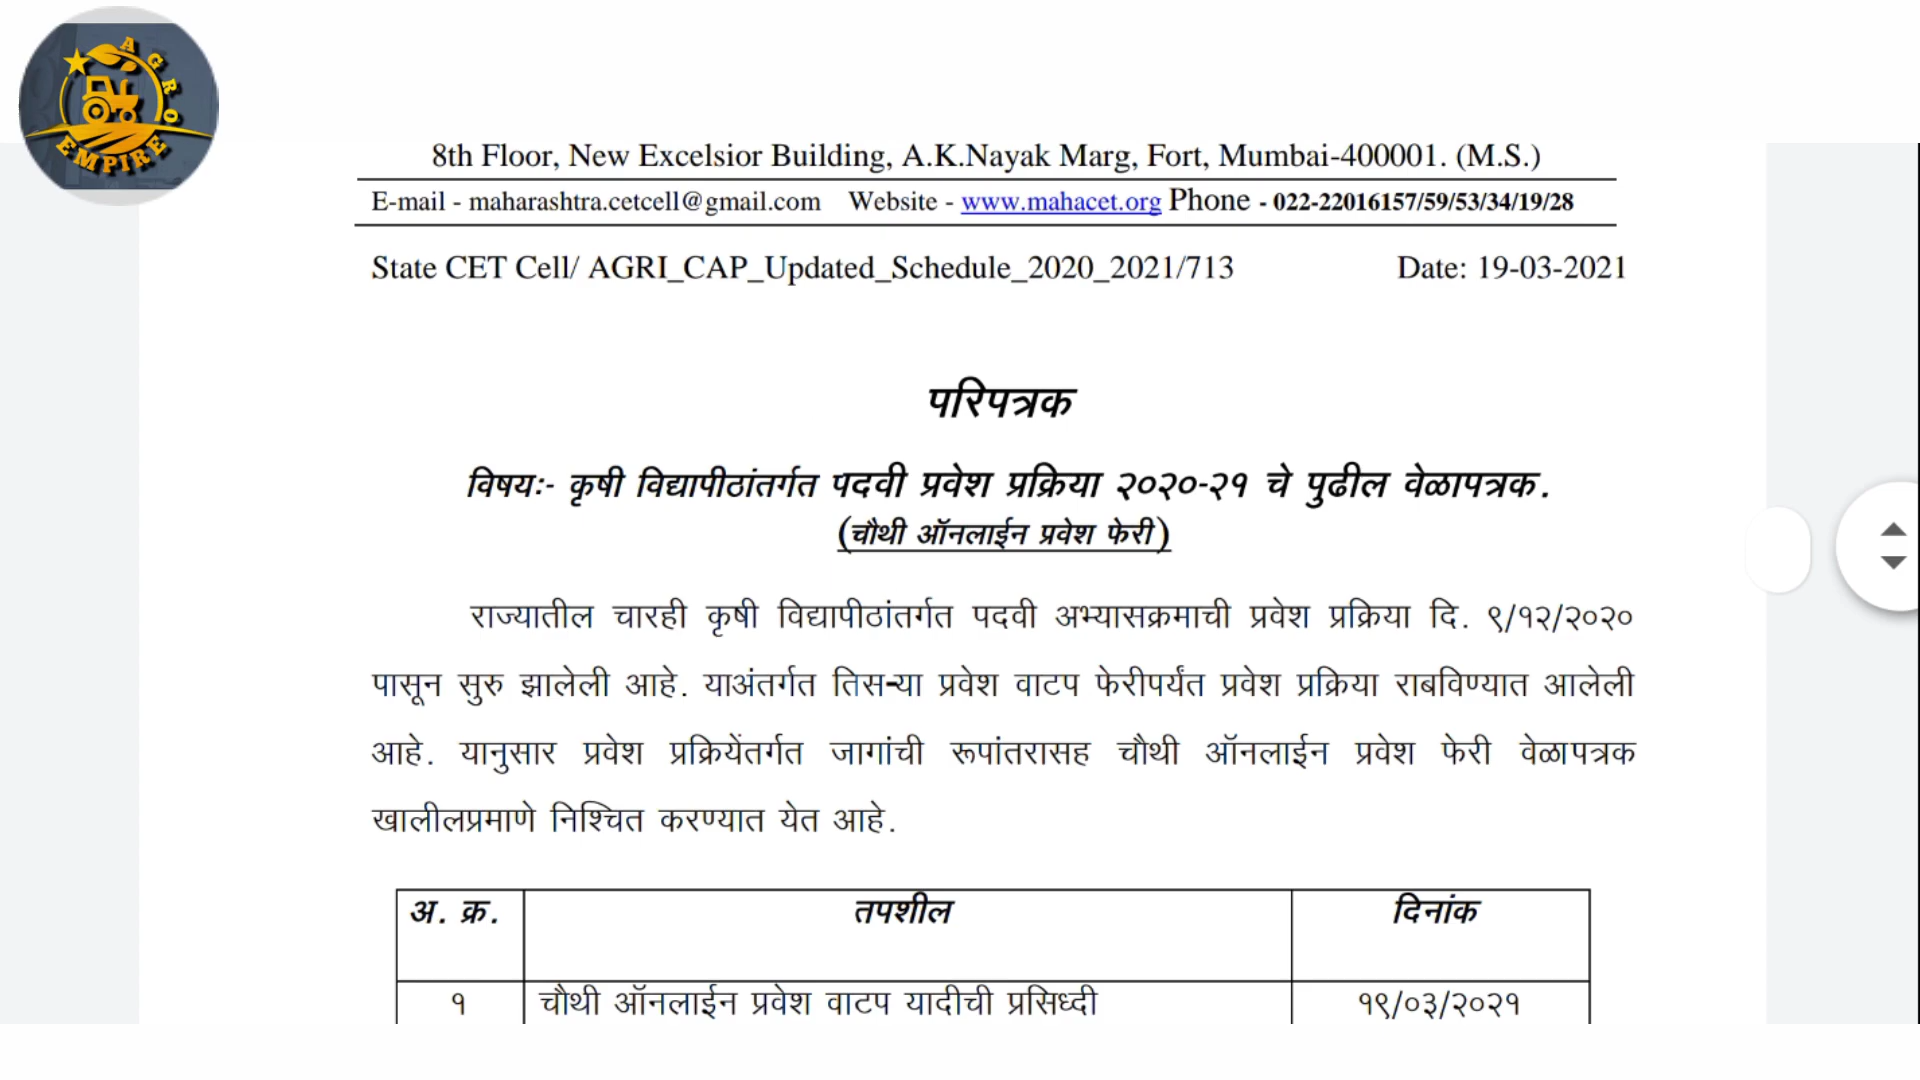 AGRO
EMPIRE
8th Floor, New Excelsior Building, A.K.Nayak Marg, Fort, Mumbai-400001. (M.S.)
E-mail - maharashtra.cetcell@gmail.com Website - www.mahacet.org Phone - 022-22016157/59/53/34/19/28
State CET Cell/ AGRI_CAP_Updated_Schedule_2020_2021/713 Date: 19-03-2021
परिपत्रक
विषयः- कृषी विद्यापीठांतर्गत पदवी प्रवेश प्रक्रिया २०२०-२१ चे पुढील वेळापत्रक.
(चौथी ऑनलाईन प्रवेश फेरी)
राज्यातील चारही कृषी विद्यापीठांतर्गत पदवी अभ्यासक्रमाची प्रवेश प्रक्रिया दि. ९/१२/२०२०
पासून सुरु झालेली आहे. याअंतर्गत तिसऱ्या प्रवेश वाटप फेरीपर्यंत प्रवेश प्रक्रिया राबविण्यात आलेली
आहे. यानुसार प्रवेश प्रक्रियेंतर्गत जागांची रूपांतरासह चौथी ऑनलाईन प्रवेश फेरी वेळापत्रक
खालीलप्रमाणे निश्चित करण्यात येत आहे.
अ. क्र. तपशील दिनांक
१ चौथी ऑनलाईन प्रवेश वाटप यादीची प्रसिध्दी १९/०३/२०२१